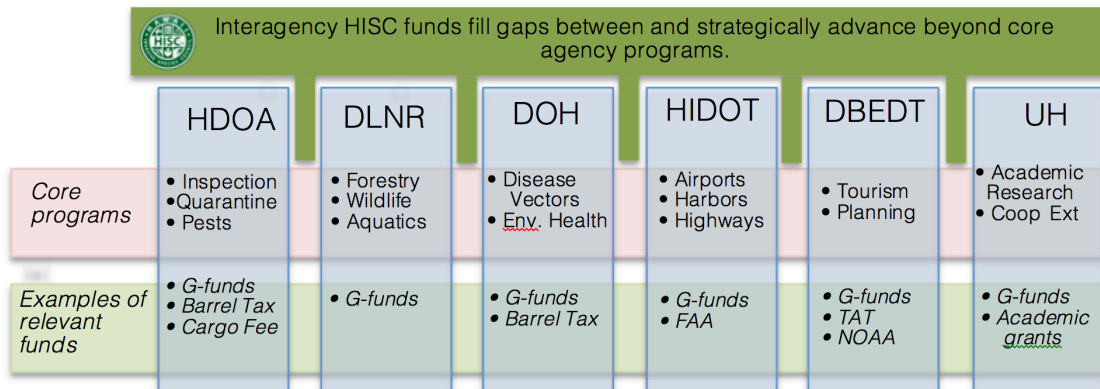 Interagency HISC funds fill gaps between and strategically advance beyond core
agency programs.
HISC
HDOA
DLNR
DOH
HIDOT
DBEDT
UH
Core
programs
• Inspection
•Quarantine
• Pests
• Forestry
• Wildlife
• Aquatics
• Disease
Vectors
• Env. Health
• Airports
• Harbors
• Highways
• Tourism
• Planning
• Academic
Research
• Coop Ext
Examples of
relevant
funds
• G-funds
• Barrel Tax
• Cargo Fee
• G-funds
• G-funds
• Barrel Tax
• G-funds
• FAA
• G-funds
• TAT
• NOAA
• G-funds
• Academic
grants